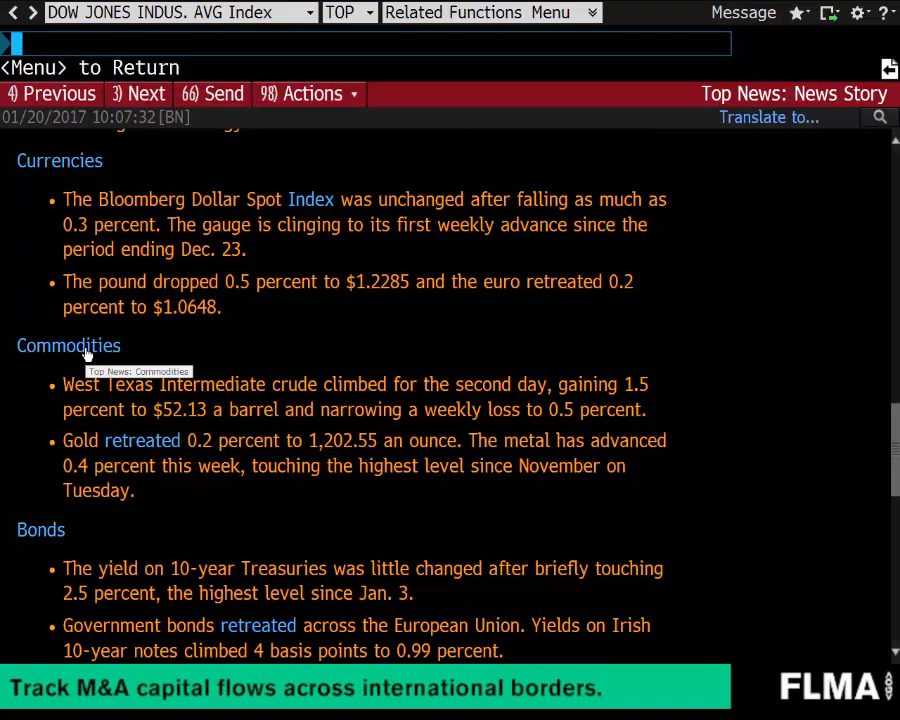 DOW JONES INDUS. AVG Index TOP Related Functions Menu Message
<Menu> to Return
4) Previous 3) Next 66) Send 98) Actions Top News: News Story
01/20/2017 10:07:32 [BN] Translate to...
Currencies
• The Bloomberg Dollar Spot Index was unchanged after falling as much as
0.3 percent. The gauge is clinging to its first weekly advance since the
period ending Dec. 23.
• The pound dropped 0.5 percent to $1.2285 and the euro retreated 0.2
percent to $1.0648.
Commodities
Top News: Commodities
• West Texas Intermediate crude climbed for the second day, gaining 1.5
percent to $52.13 a barrel and narrowing a weekly loss to 0.5 percent.
• Gold retreated 0.2 percent to 1,202.55 an ounce. The metal has advanced
0.4 percent this week, touching the highest level since November on
Tuesday.
Bonds
• The yield on 10-year Treasuries was little changed after briefly touching
2.5 percent, the highest level since Jan. 3.
• Government bonds retreated across the European Union. Yields on Irish
10-year notes climbed 4 basis points to 0.99 percent.
Track M&A capital flows across international borders.
FLMA GO